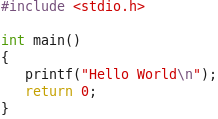 #include <stdio.h>

int main()
{
   printf("Hello World\n");
   return 0;
}